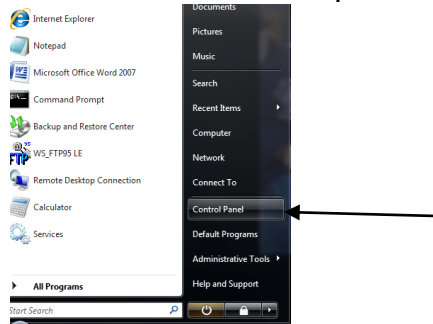 Internet Explorer
Notepad
Microsoft Office Word 2007
Command Prompt
Backup and Restore Center
WS_FTP95 LE
Remote Desktop Connection
Calculator
Services
All Programs
Start Search
Documents
Pictures
Music
Search
Recent Items
Computer
Network
Connect To
Control Panel
Default Programs
Administrative Tools
Help and Support